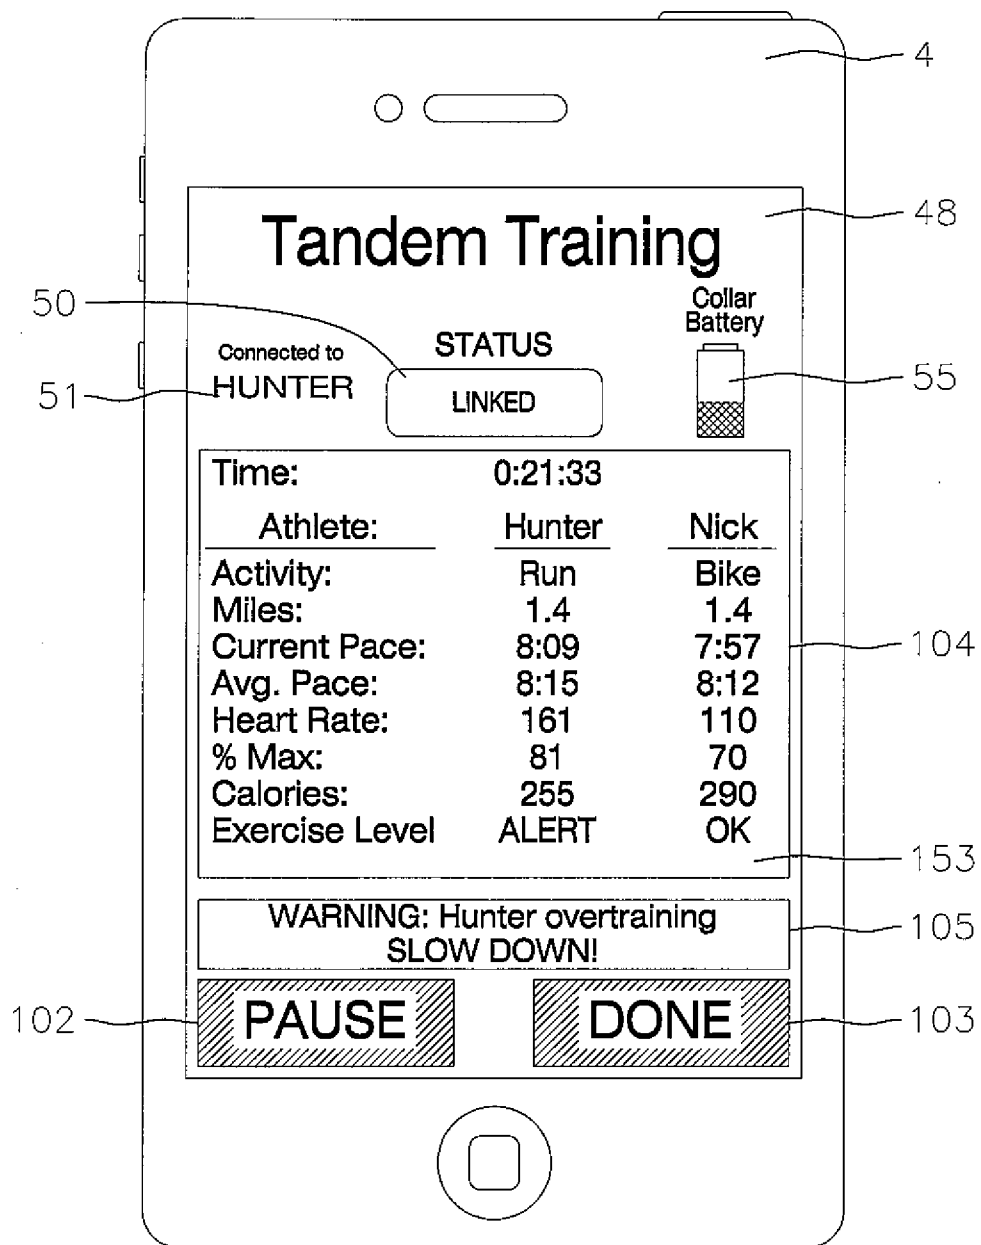 4
48
Tandem Training
Collar
Battery
50
STATUS
Connected to
HUNTER
51
LINKED
55
Time: 0:21:33
Athlete: Hunter Nick
Activity: Run Bike
Miles: 1.4 1.4
Current Pace: 8:09 7:57
104
Avg. Pace: 8:15 8:12
Heart Rate: 161 110
% Max: 81 70
Calories: 255 290
Exercise Level ALERT OK
153
WARNING: Hunter overtraining
SLOW DOWN!
105
102
PAUSE
DONE
103